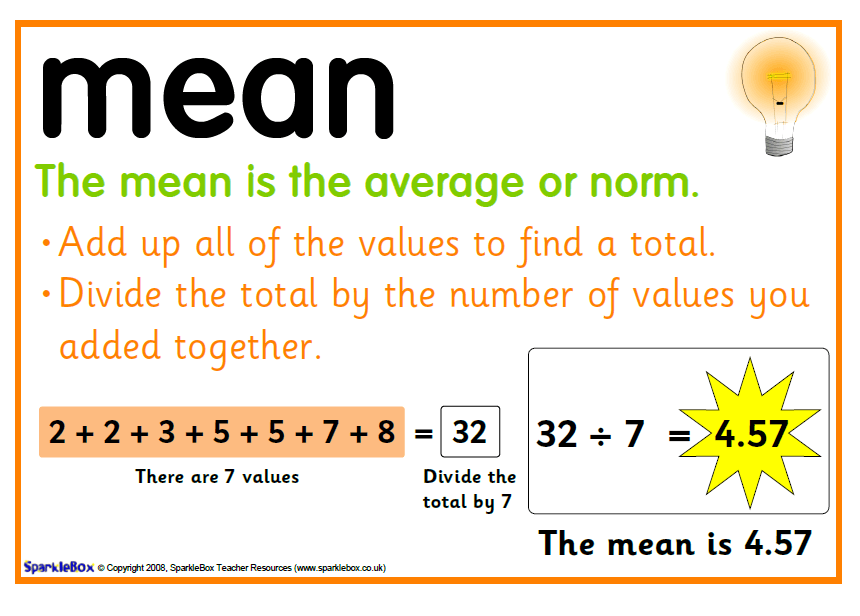 mean
The mean is the average or norm.
• Add up all of the values to find a total.
• Divide the total by the number of values you
added together.
2 + 2 + 3 + 5 + 5 + 7 + 8 = 32
32 ÷ 7 = 4.57
There are 7 values
Divide the
total by 7
The mean is 4.57
SparkleBox © Copyright 2008, SparkleBox Teacher Resources (www.sparklebox.co.uk)